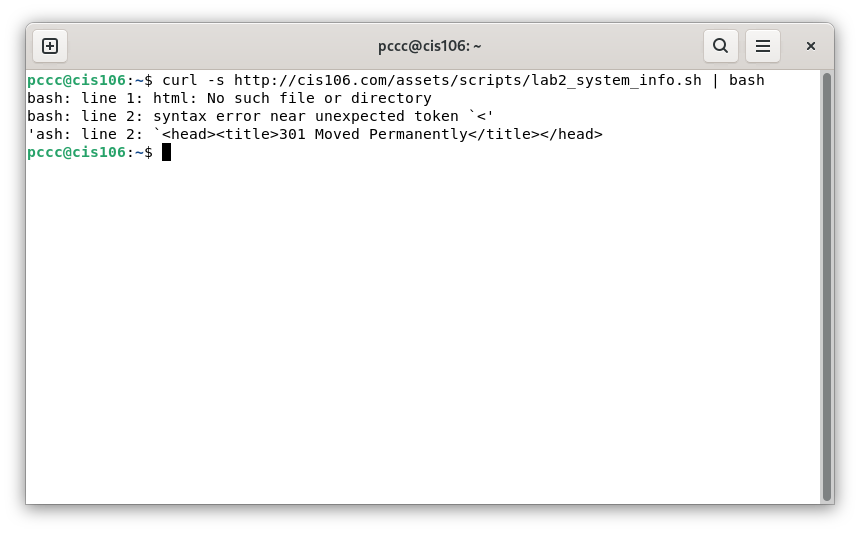 pccc@cis106: ~
pccc@cis106:~$ curl -s http://cis106.com/assets/scripts/lab2_system_info.sh | bash
bash: line 1: html: No such file or directory
bash: line 2: syntax error near unexpected token `<'
'ash: line 2: `<head><title>301 Moved Permanently</title></head>
pccc@cis106:~$